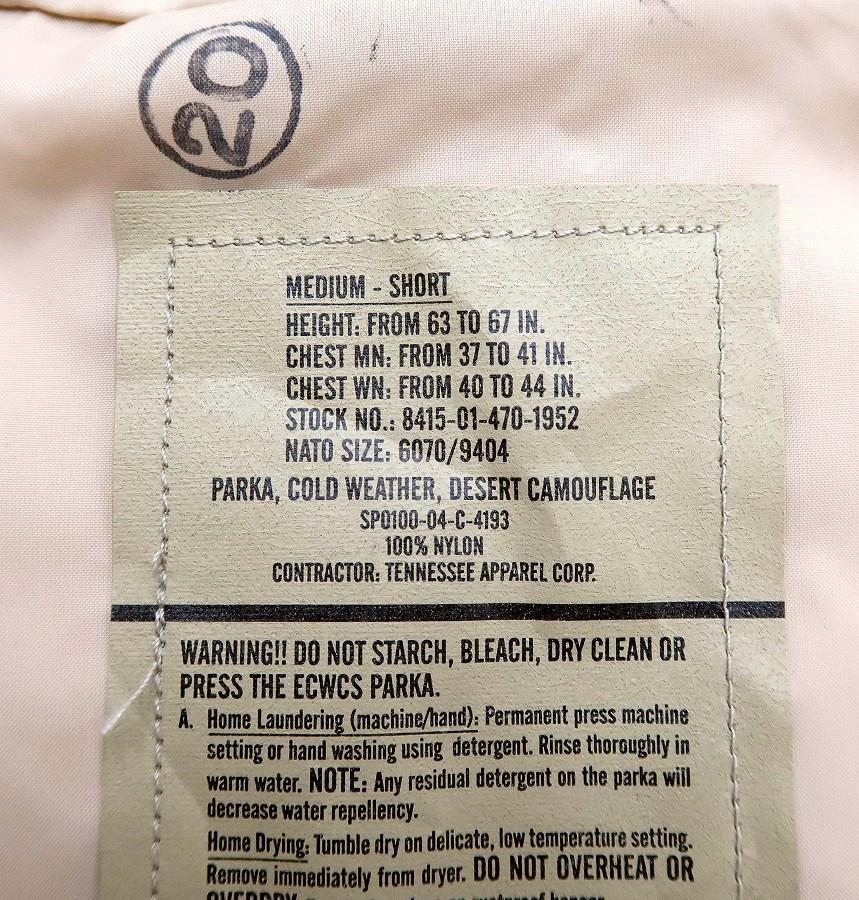 20
MEDIUM - SHORT
HEIGHT: FROM 63 TO 67 IN.
CHEST MN: FROM 37 TO 41 IN.
CHEST WN: FROM 40 TO 44 IN.
STOCK NO.: 8415-01-470-1952
NATO SIZE: 6070/9404
PARKA, COLD WEATHER, DESERT CAMOUFLAGE
SP0100-04-C-4193
100% NYLON
CONTRACTOR: TENNESSEE APPAREL CORP.
WARNING!! DO NOT STARCH, BLEACH, DRY CLEAN OR
PRESS THE ECWCS PARKA.
A. Home Laundering (machine/hand): Permanent press machine
setting or hand washing using detergent. Rinse thoroughly in
warm water. NOTE: Any residual detergent on the parka will
decrease water repellency.
Home Drying: Tumble dry on delicate, low temperature setting.
Remove immediately from dryer. DO NOT OVERHEAT OR